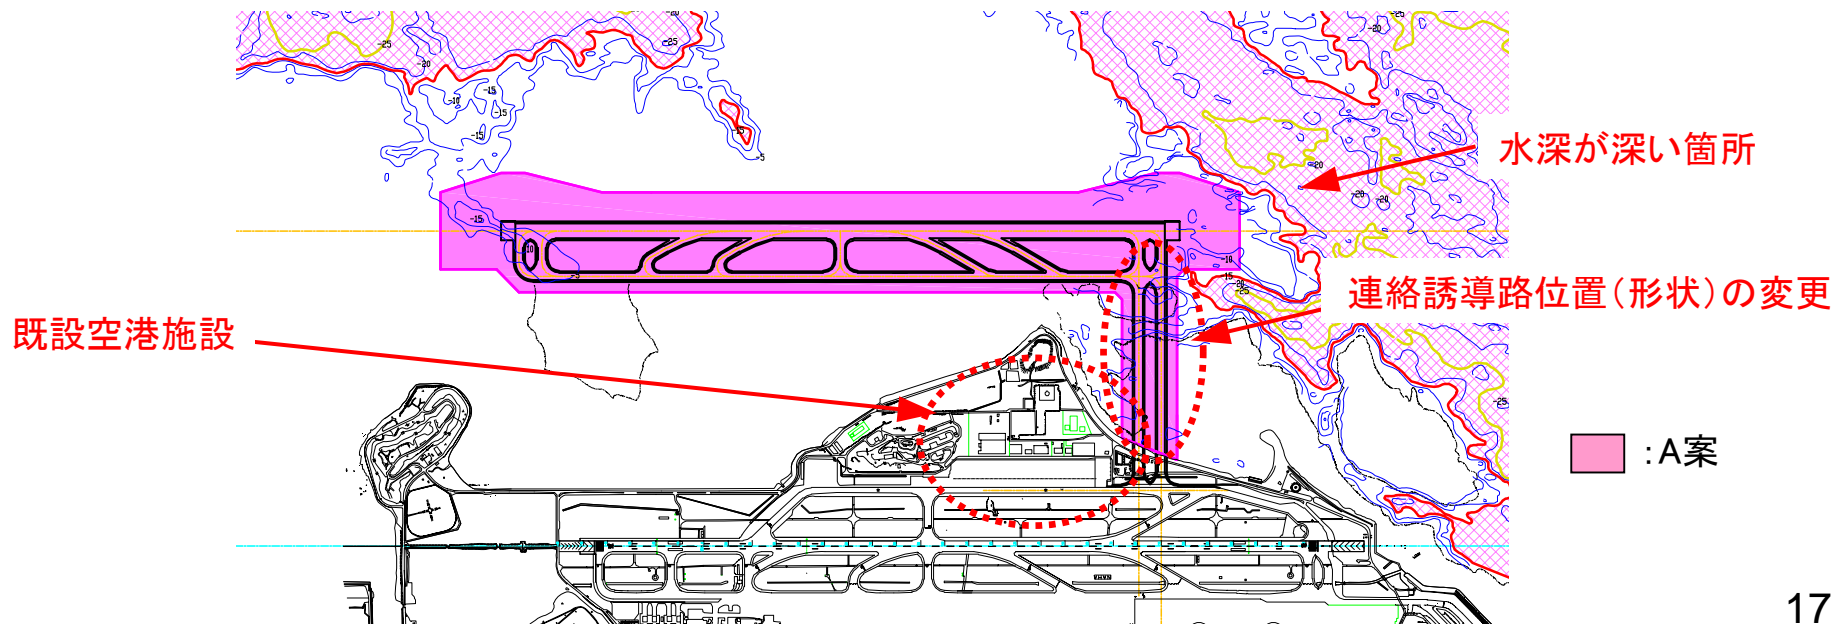 水深が深い箇所
連絡誘導路位置（形状）の変更
既設空港施設
：A案
17